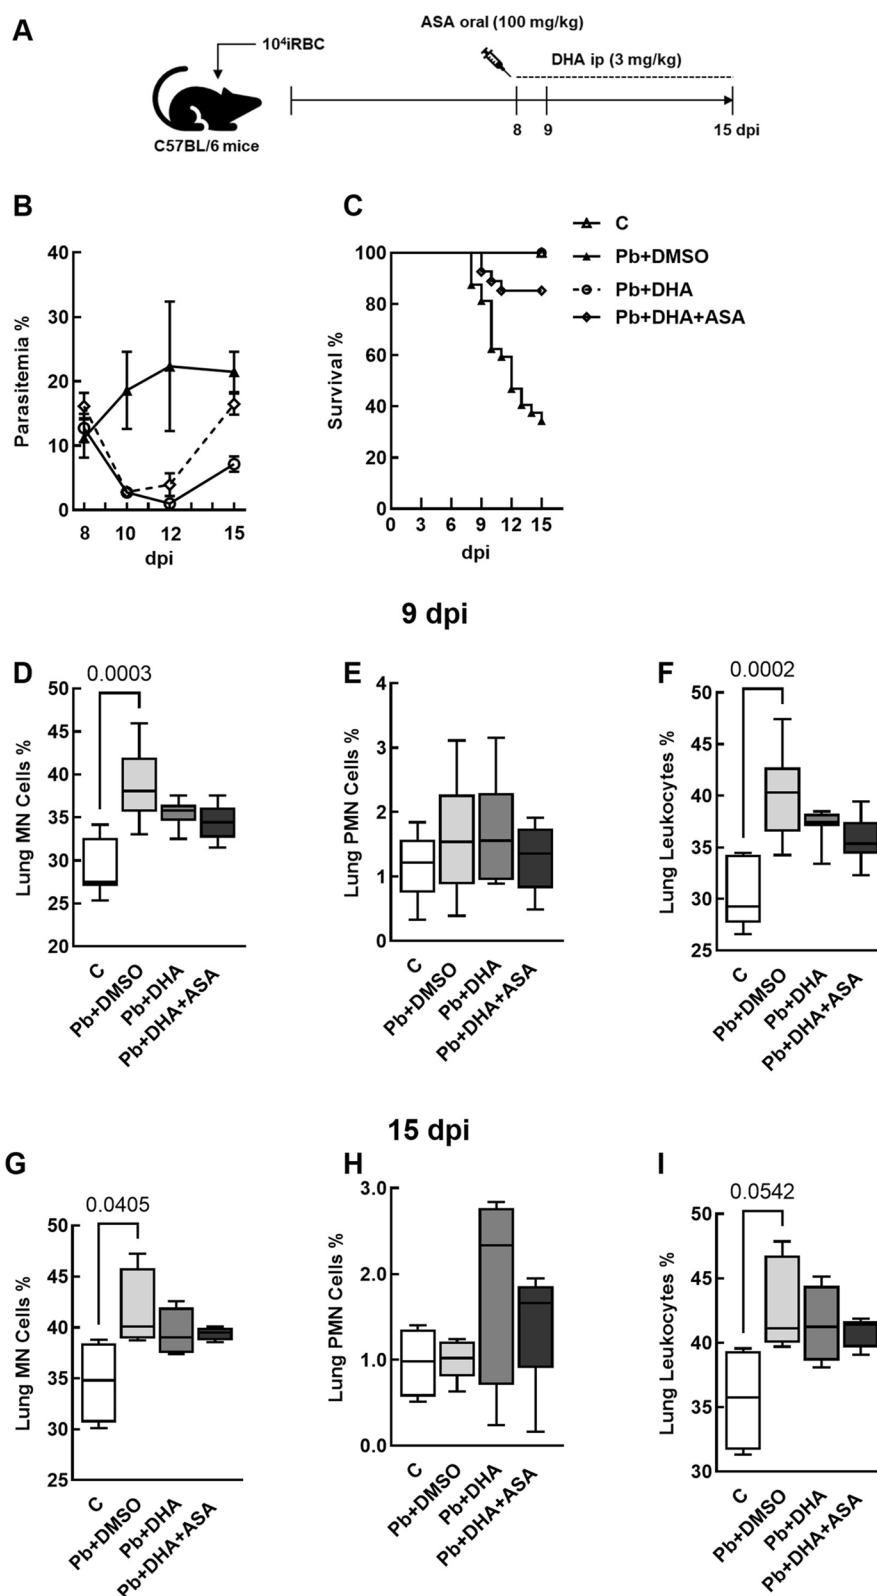 A
ASA oral (100 mg/kg)
10⁴iRBC
DHA ip (3 mg/kg)
C57BL/6 mice
8
9
15 dpi
B
Parasitemia %
40
30
20
10
0
8
10
12
15
dpi
C
Survival %
100
80
60
40
20
0
0
3
6
9
12
15
dpi
C
Pb+DMSO
Pb+DHA
Pb+DHA+ASA
9 dpi
D
0.0003
Lung MN Cells %
50
45
40
35
30
25
20
C
Pb+DMSO
Pb+DHA
Pb+DHA+ASA
E
Lung PMN Cells %
4
3
2
1
0
C
Pb+DMSO
Pb+DHA
Pb+DHA+ASA
F
0.0002
Lung Leukocytes %
50
45
40
35
30
25
C
Pb+DMSO
Pb+DHA
Pb+DHA+ASA
15 dpi
G
0.0405
Lung MN Cells %
50
45
40
35
30
25
C
Pb+DMSO
Pb+DHA
Pb+DHA+ASA
H
Lung PMN Cells %
3.0
2.0
1.0
0.0
C
Pb+DMSO
Pb+DHA
Pb+DHA+ASA
I
0.0542
Lung Leukocytes %
50
45
40
35
30
C
Pb+DMSO
Pb+DHA
Pb+DHA+ASA